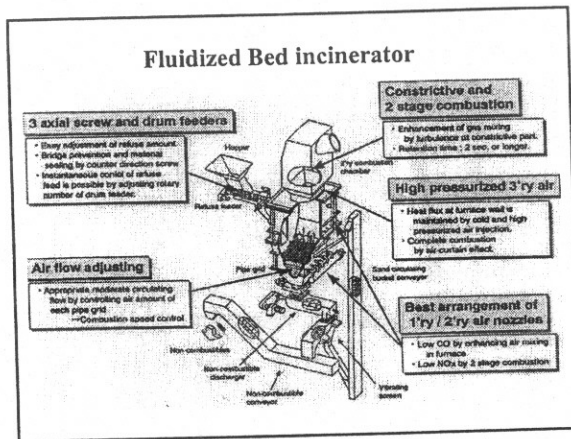 Fluidized Bed incinerator
3 axial screw and drum feeders
• Easy adjustment of refuse amount.
• Bridge prevention and material
sealing by counter direction screw
• Instantaneous contol of refuse
feed is possible by adjusting rotary
number of drum feeder.
Hopper
Refuse feeder
Constrictive and
2 stage combustion
• Enhancement of gas mixing
by turbulance at constrictive part.
• Retention time : 2 sec. or longer.
2'ry combustion
chamber
High pressurized 3'ry air
• Heat flux at furnace wall is
maintained by cold and high
pressurized air injection.
• Complete combustion
by air-curtain effect.
Air flow adjusting
• Appropriate moderate circulating
flow by controlling air amount of
each pipe grid
→Combustion speed control
Pipe grid
Sand circulating
bucket conveyor
Best arrangement of
1'ry / 2'ry air nozzles
• Low CO by enhancing air mixing
in furnace
• Low NOx by 2 stage combustion
Non-combustibles
Non-combustible
discharger
Non-combustible
conveyor
Vibrating
screen